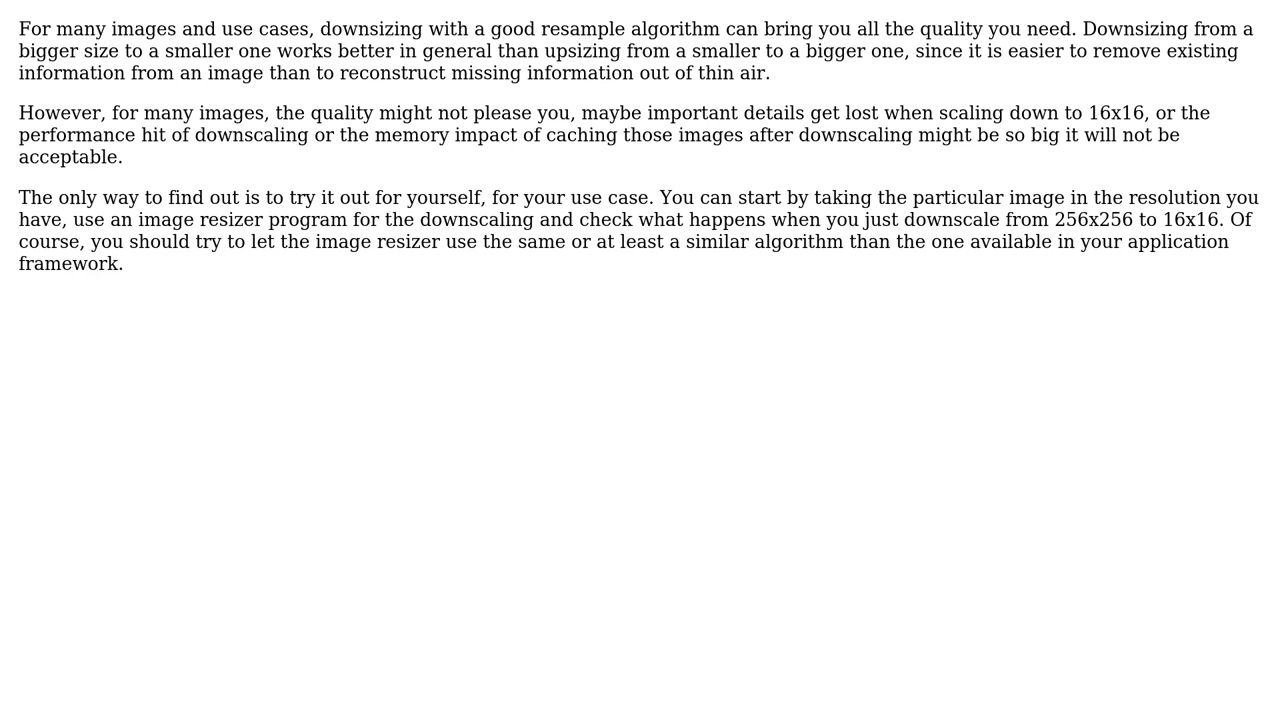 For many images and use cases, downsizing with a good resample algorithm can bring you all the quality you need. Downsizing from a
bigger size to a smaller one works better in general than upsizing from a smaller to a bigger one, since it is easier to remove existing
information from an image than to reconstruct missing information out of thin air.
However, for many images, the quality might not please you, maybe important details get lost when scaling down to 16x16, or the
performance hit of downscaling or the memory impact of caching those images after downscaling might be so big it will not be
acceptable.
The only way to find out is to try it out for yourself, for your use case. You can start by taking the particular image in the resolution you
have, use an image resizer program for the downscaling and check what happens when you just downscale from 256x256 to 16x16. Of
course, you should try to let the image resizer use the same or at least a similar algorithm than the one available in your application
framework.